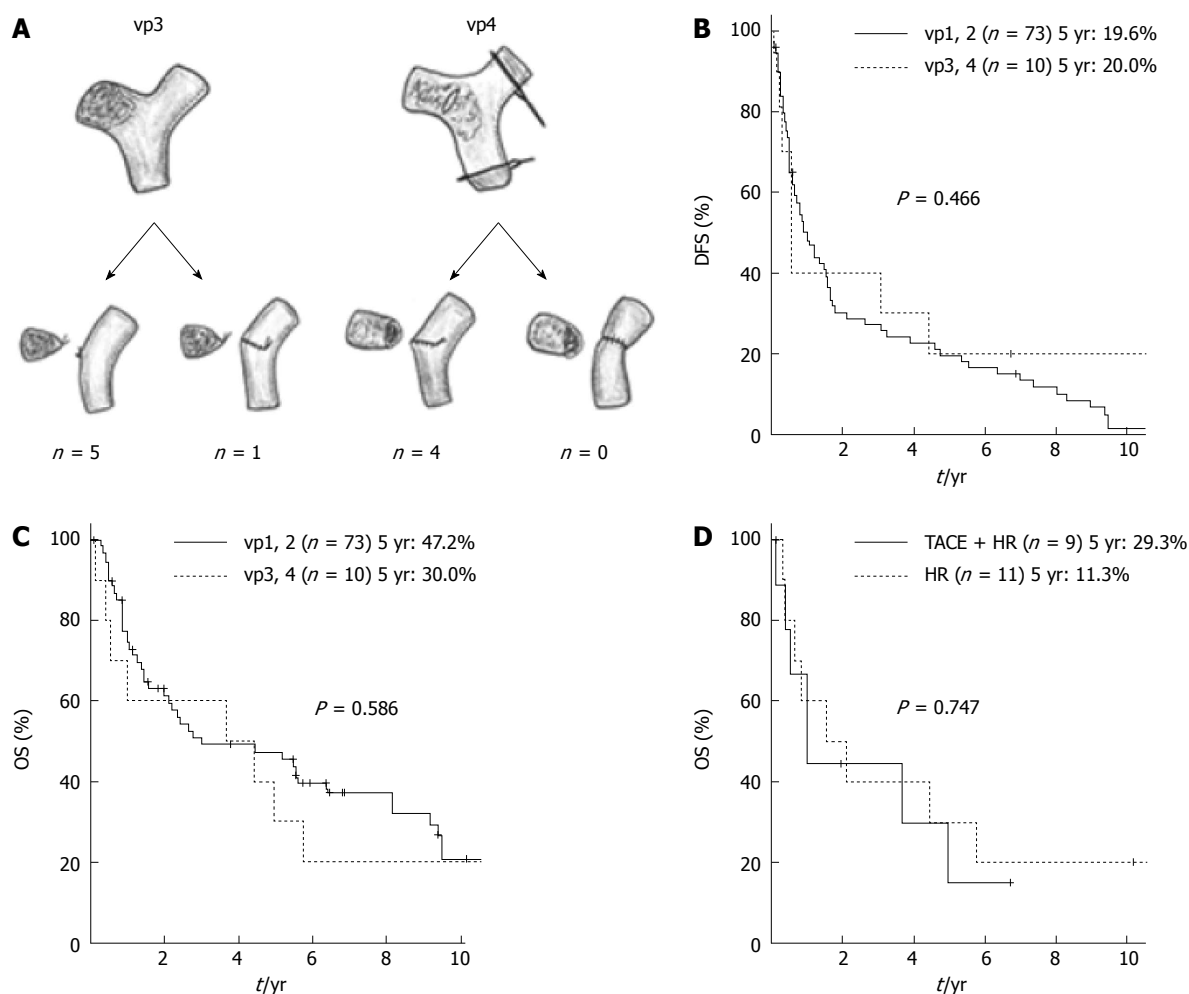 A
vp3
vp4
n = 5
n = 1
n = 4
n = 0
B
vp1, 2 (n = 73) 5 yr: 19.6%
vp3, 4 (n = 10) 5 yr: 20.0%
P = 0.466
DFS (%)
100
80
60
40
20
0
2
4
6
8
10
t/yr
C
vp1, 2 (n = 73) 5 yr: 47.2%
vp3, 4 (n = 10) 5 yr: 30.0%
P = 0.586
OS (%)
100
80
60
40
20
0
2
4
6
8
10
t/yr
D
TACE + HR (n = 9) 5 yr: 29.3%
HR (n = 11) 5 yr: 11.3%
P = 0.747
OS (%)
100
80
60
40
20
0
2
4
6
8
10
t/yr